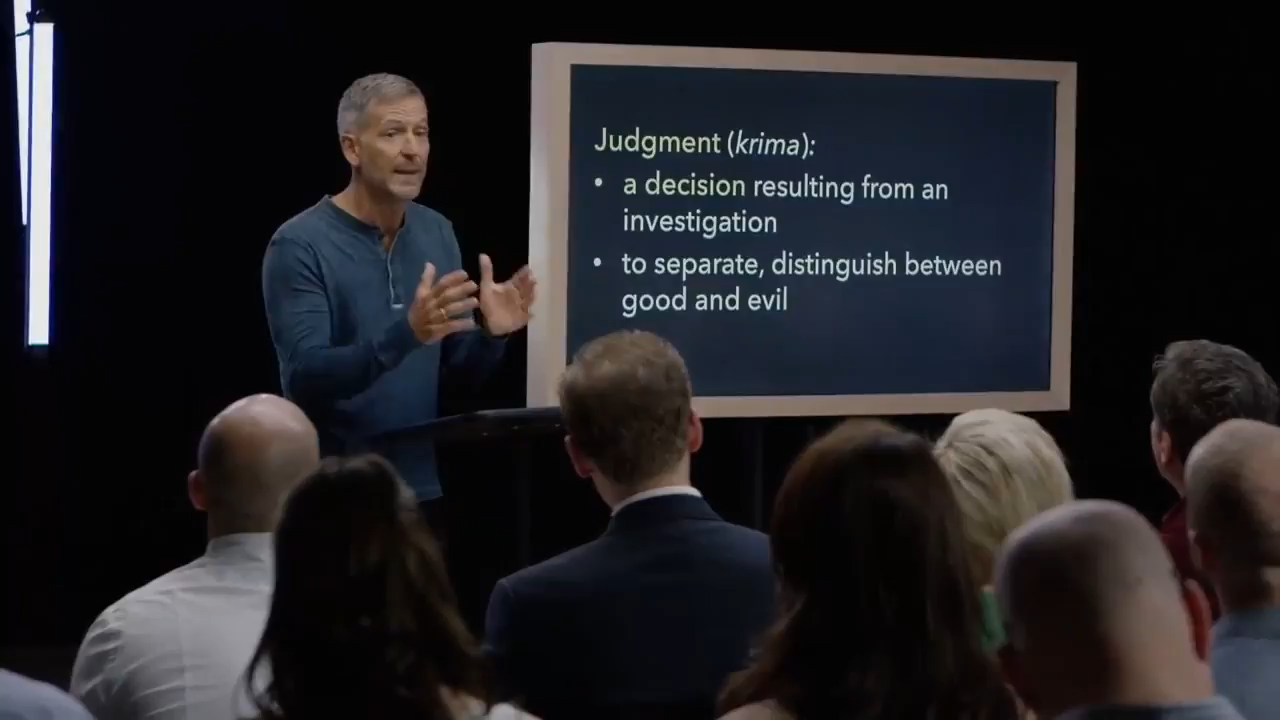 Judgment (krima):
• a decision resulting from an
investigation
• to separate, distinguish between
good and evil